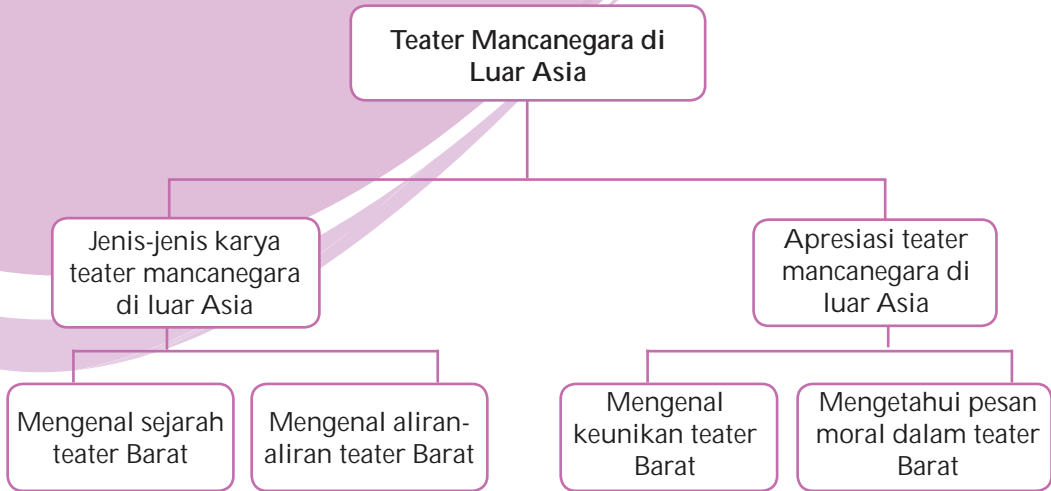 Teater Mancanegara di
Luar Asia
Jenis-jenis karya
teater mancanegara
di luar Asia
Apresiasi teater
mancanegara di
luar Asia
Mengenal sejarah
teater Barat
Mengenal aliran-
aliran teater Barat
Mengenal
keunikan teater
Barat
Mengetahui pesan
moral dalam teater
Barat